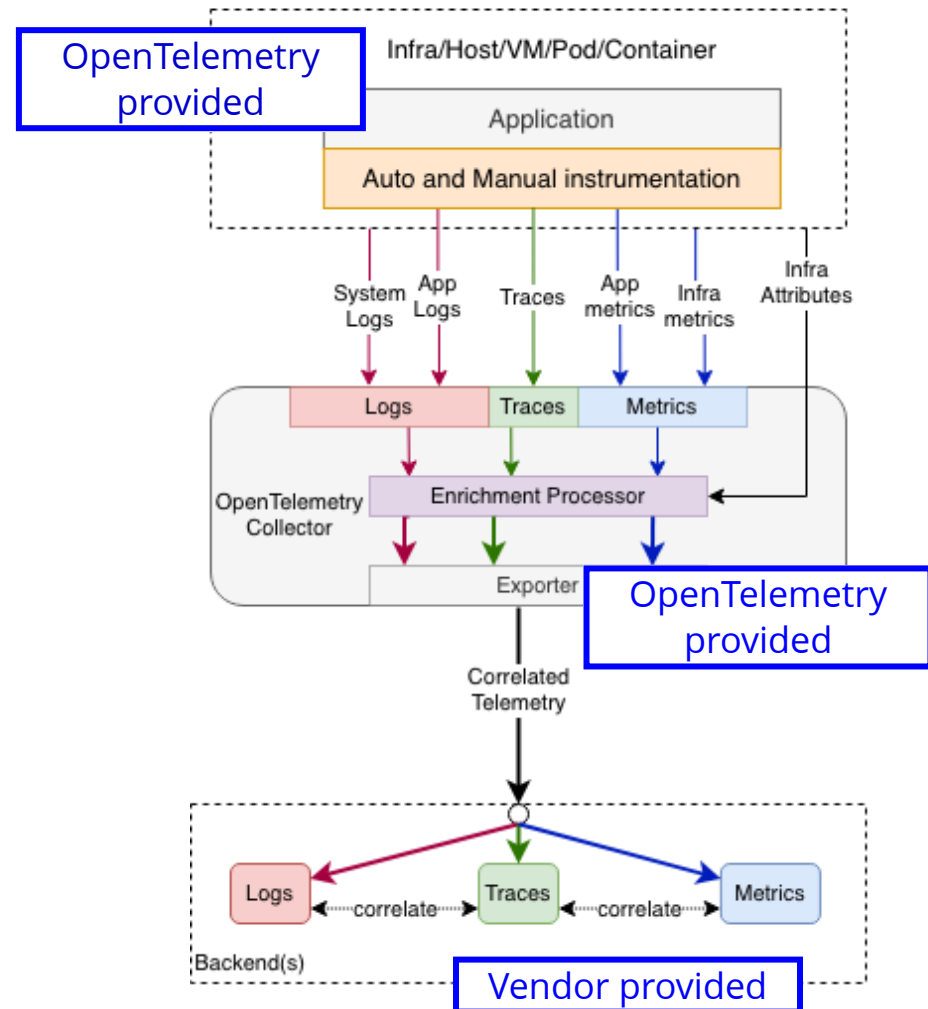 OpenTelemetry
provided
Infra/Host/VM/Pod/Container
Application
Auto and Manual instrumentation
System
Logs
App
Logs
Traces
App
metrics
Infra
metrics
Infra
Attributes
Logs
Traces
Metrics
OpenTelemetry
Collector
Enrichment Processor
Exporter
OpenTelemetry
provided
Correlated
Telemetry
Logs
correlate
Traces
correlate
Metrics
Backend(s)
Vendor provided